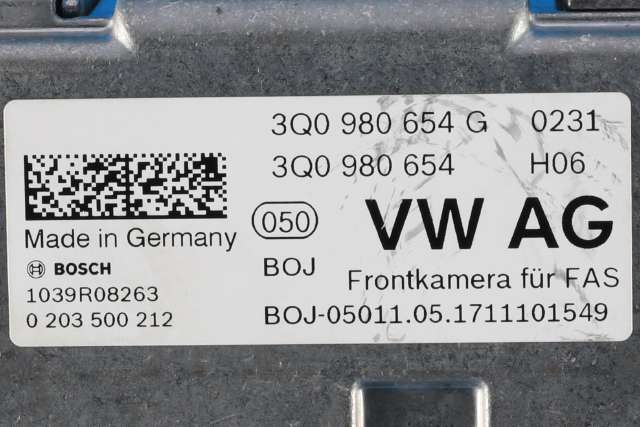 3Q0 980 654 G 0231
3Q0 980 654 H06
050 VW AG
Made in Germany
BOSCH BOJ Frontkamera für FAS
1039R08263
0 203 500 212 BOJ-05011.05.1711101549